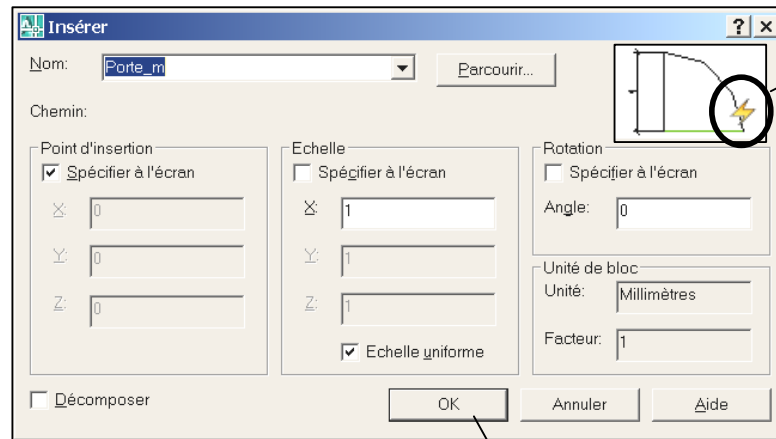 Insérer
Nom: Porte_m Parcourir...
Chemin:
Point d'insertion
Spécifier à l'écran
X: 0
Y: 0
Z: 0
Echelle
Spécifier à l'écran
X: 1
Y: 1
Z: 1
Echelle uniforme
Rotation
Spécifier à l'écran
Angle: 0
Unité de bloc
Unité: Millimètres
Facteur: 1
Décomposer
OK Annuler Aide